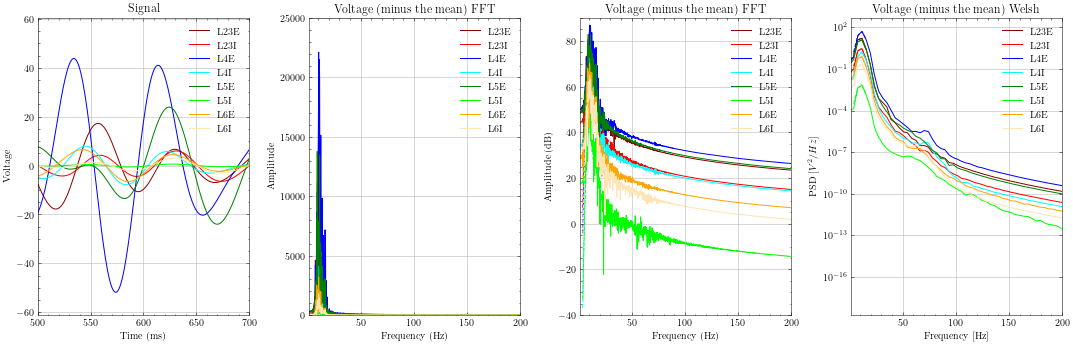 Signal
Voltage
60
40
20
0
−20
−40
−60
500
550
600
650
700
Time (ms)
L23E
L23I
L4E
L4I
L5E
L5I
L6E
L6I
Voltage (minus the mean) FFT
Amplitude
25000
20000
15000
10000
5000
0
50
100
150
200
Frequency (Hz)
L23E
L23I
L4E
L4I
L5E
L5I
L6E
L6I
Voltage (minus the mean) FFT
Amplitude (dB)
80
60
40
20
0
−20
−40
50
100
150
200
Frequency (Hz)
L23E
L23I
L4E
L4I
L5E
L5I
L6E
L6I
Voltage (minus the mean) Welsh
PSD [V²/Hz]
10²
10⁻¹
10⁻⁴
10⁻⁷
10⁻¹⁰
10⁻¹³
10⁻¹⁶
50
100
150
200
Frequency [Hz]
L23E
L23I
L4E
L4I
L5E
L5I
L6E
L6I